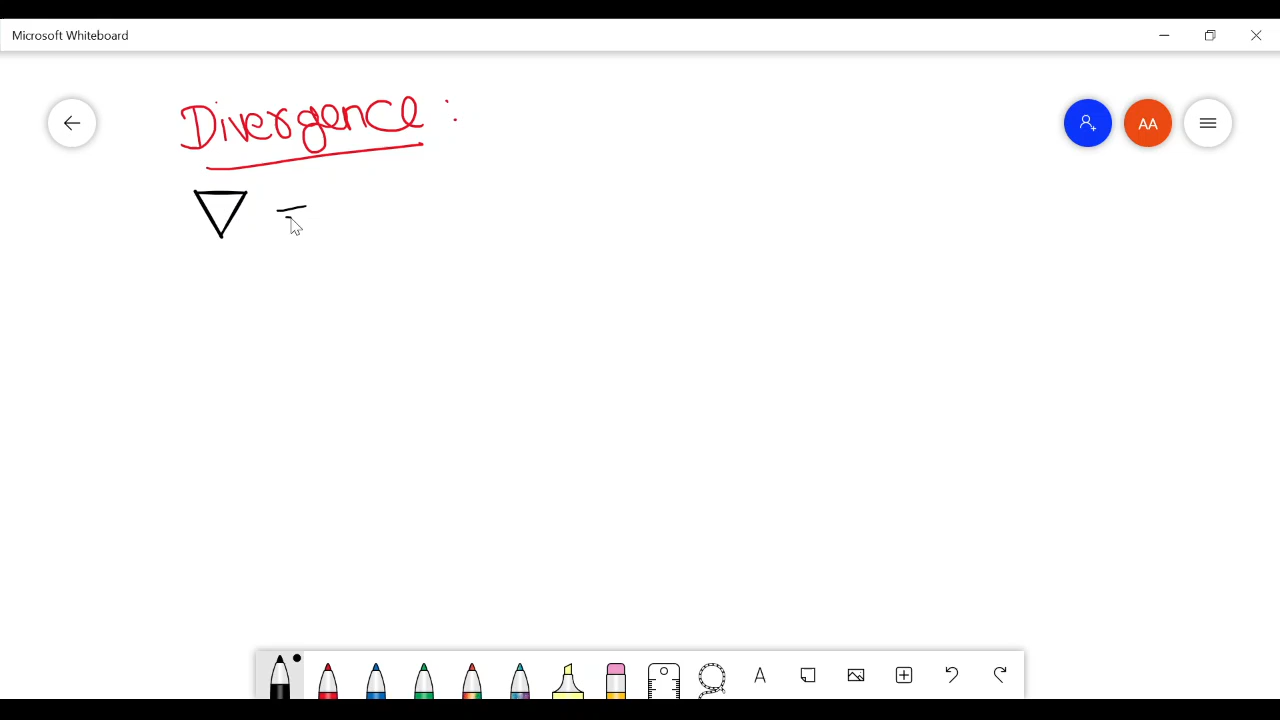 Microsoft Whiteboard
Divergence :
AA
∇ =
A